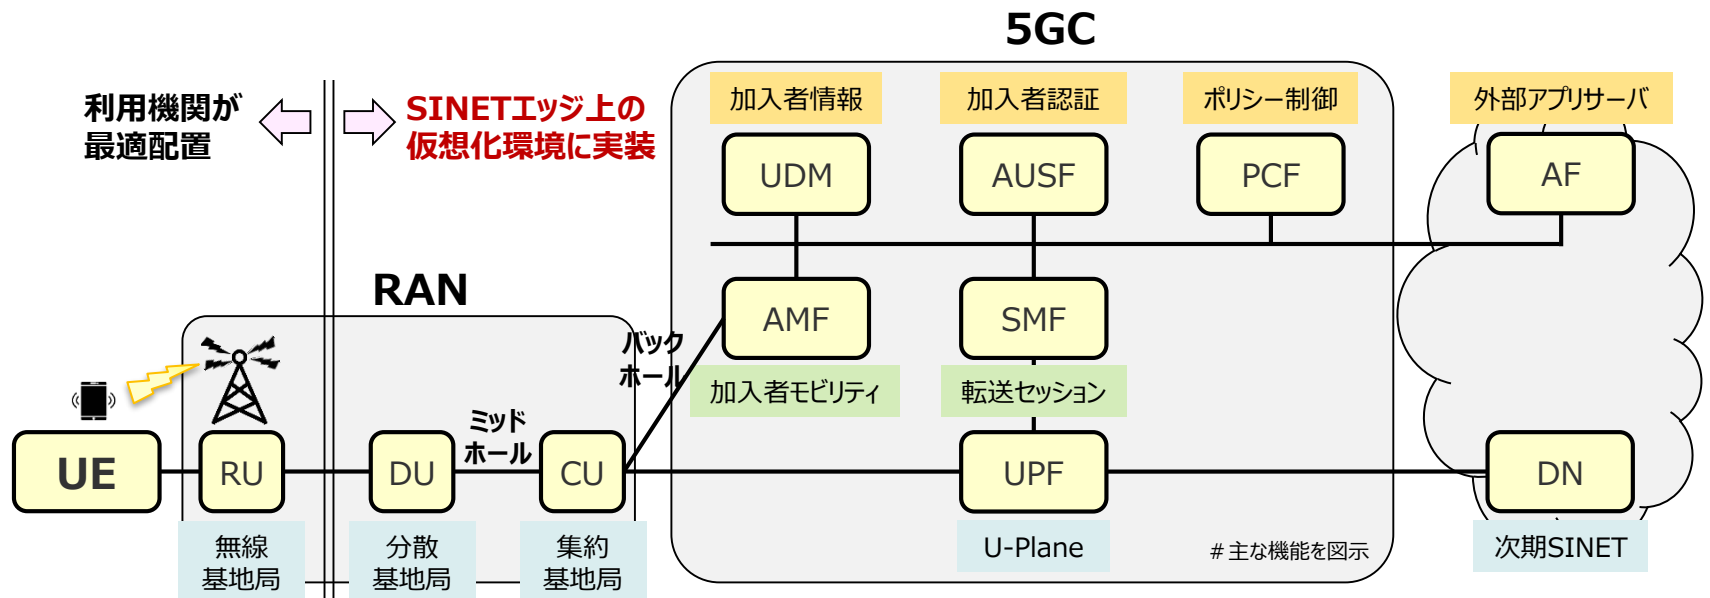 5GC
利用機関が
最適配置
SINETエッジ上の
仮想化環境に実装
加入者情報
加入者認証
ポリシー制御
外部アプリサーバ
UDM
AUSF
PCF
AF
RAN
AMF
SMF
バック
ホール
加入者モビリティ
転送セッション
ミッド
ホール
UE
RU
DU
CU
UPF
DN
無線
基地局
分散
基地局
集約
基地局
U-Plane
#主な機能を図示
次期SINET